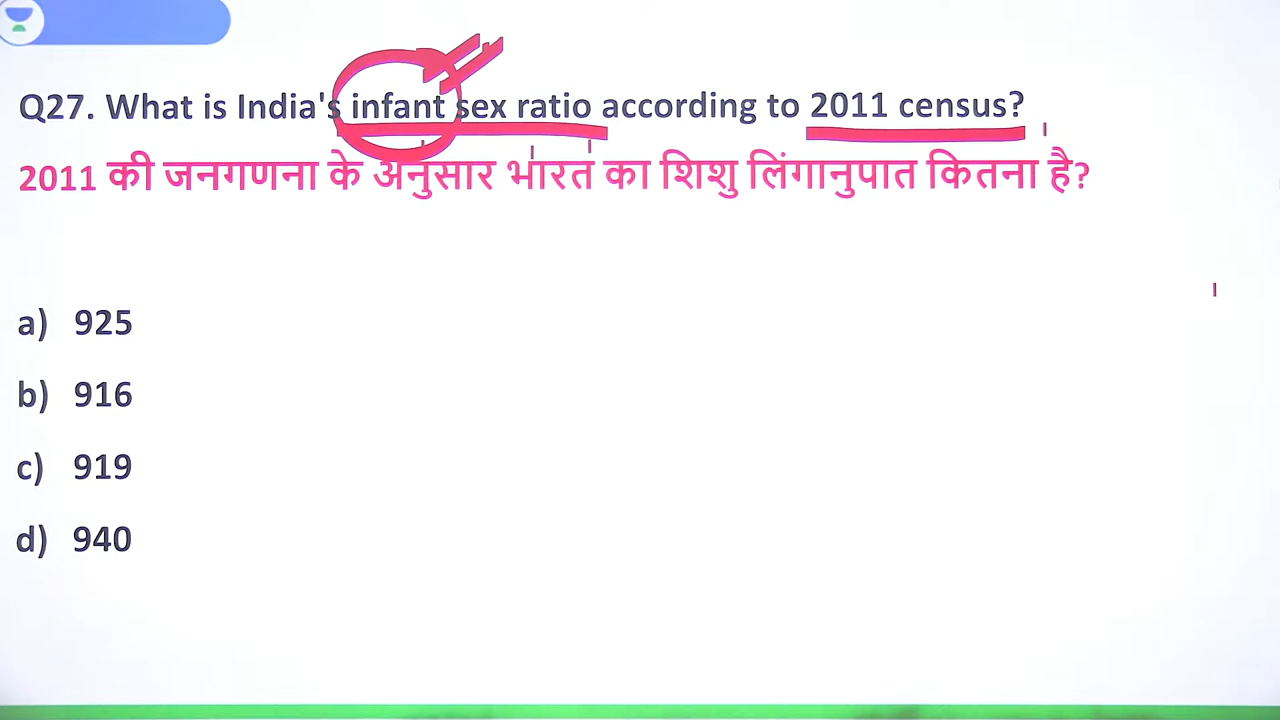 Q27. What is India's infant sex ratio according to 2011 census?
2011 की जनगणना के अनुसार भारत का शिशु लिंगानुपात कितना है?
a) 925
b) 916
c) 919
d) 940